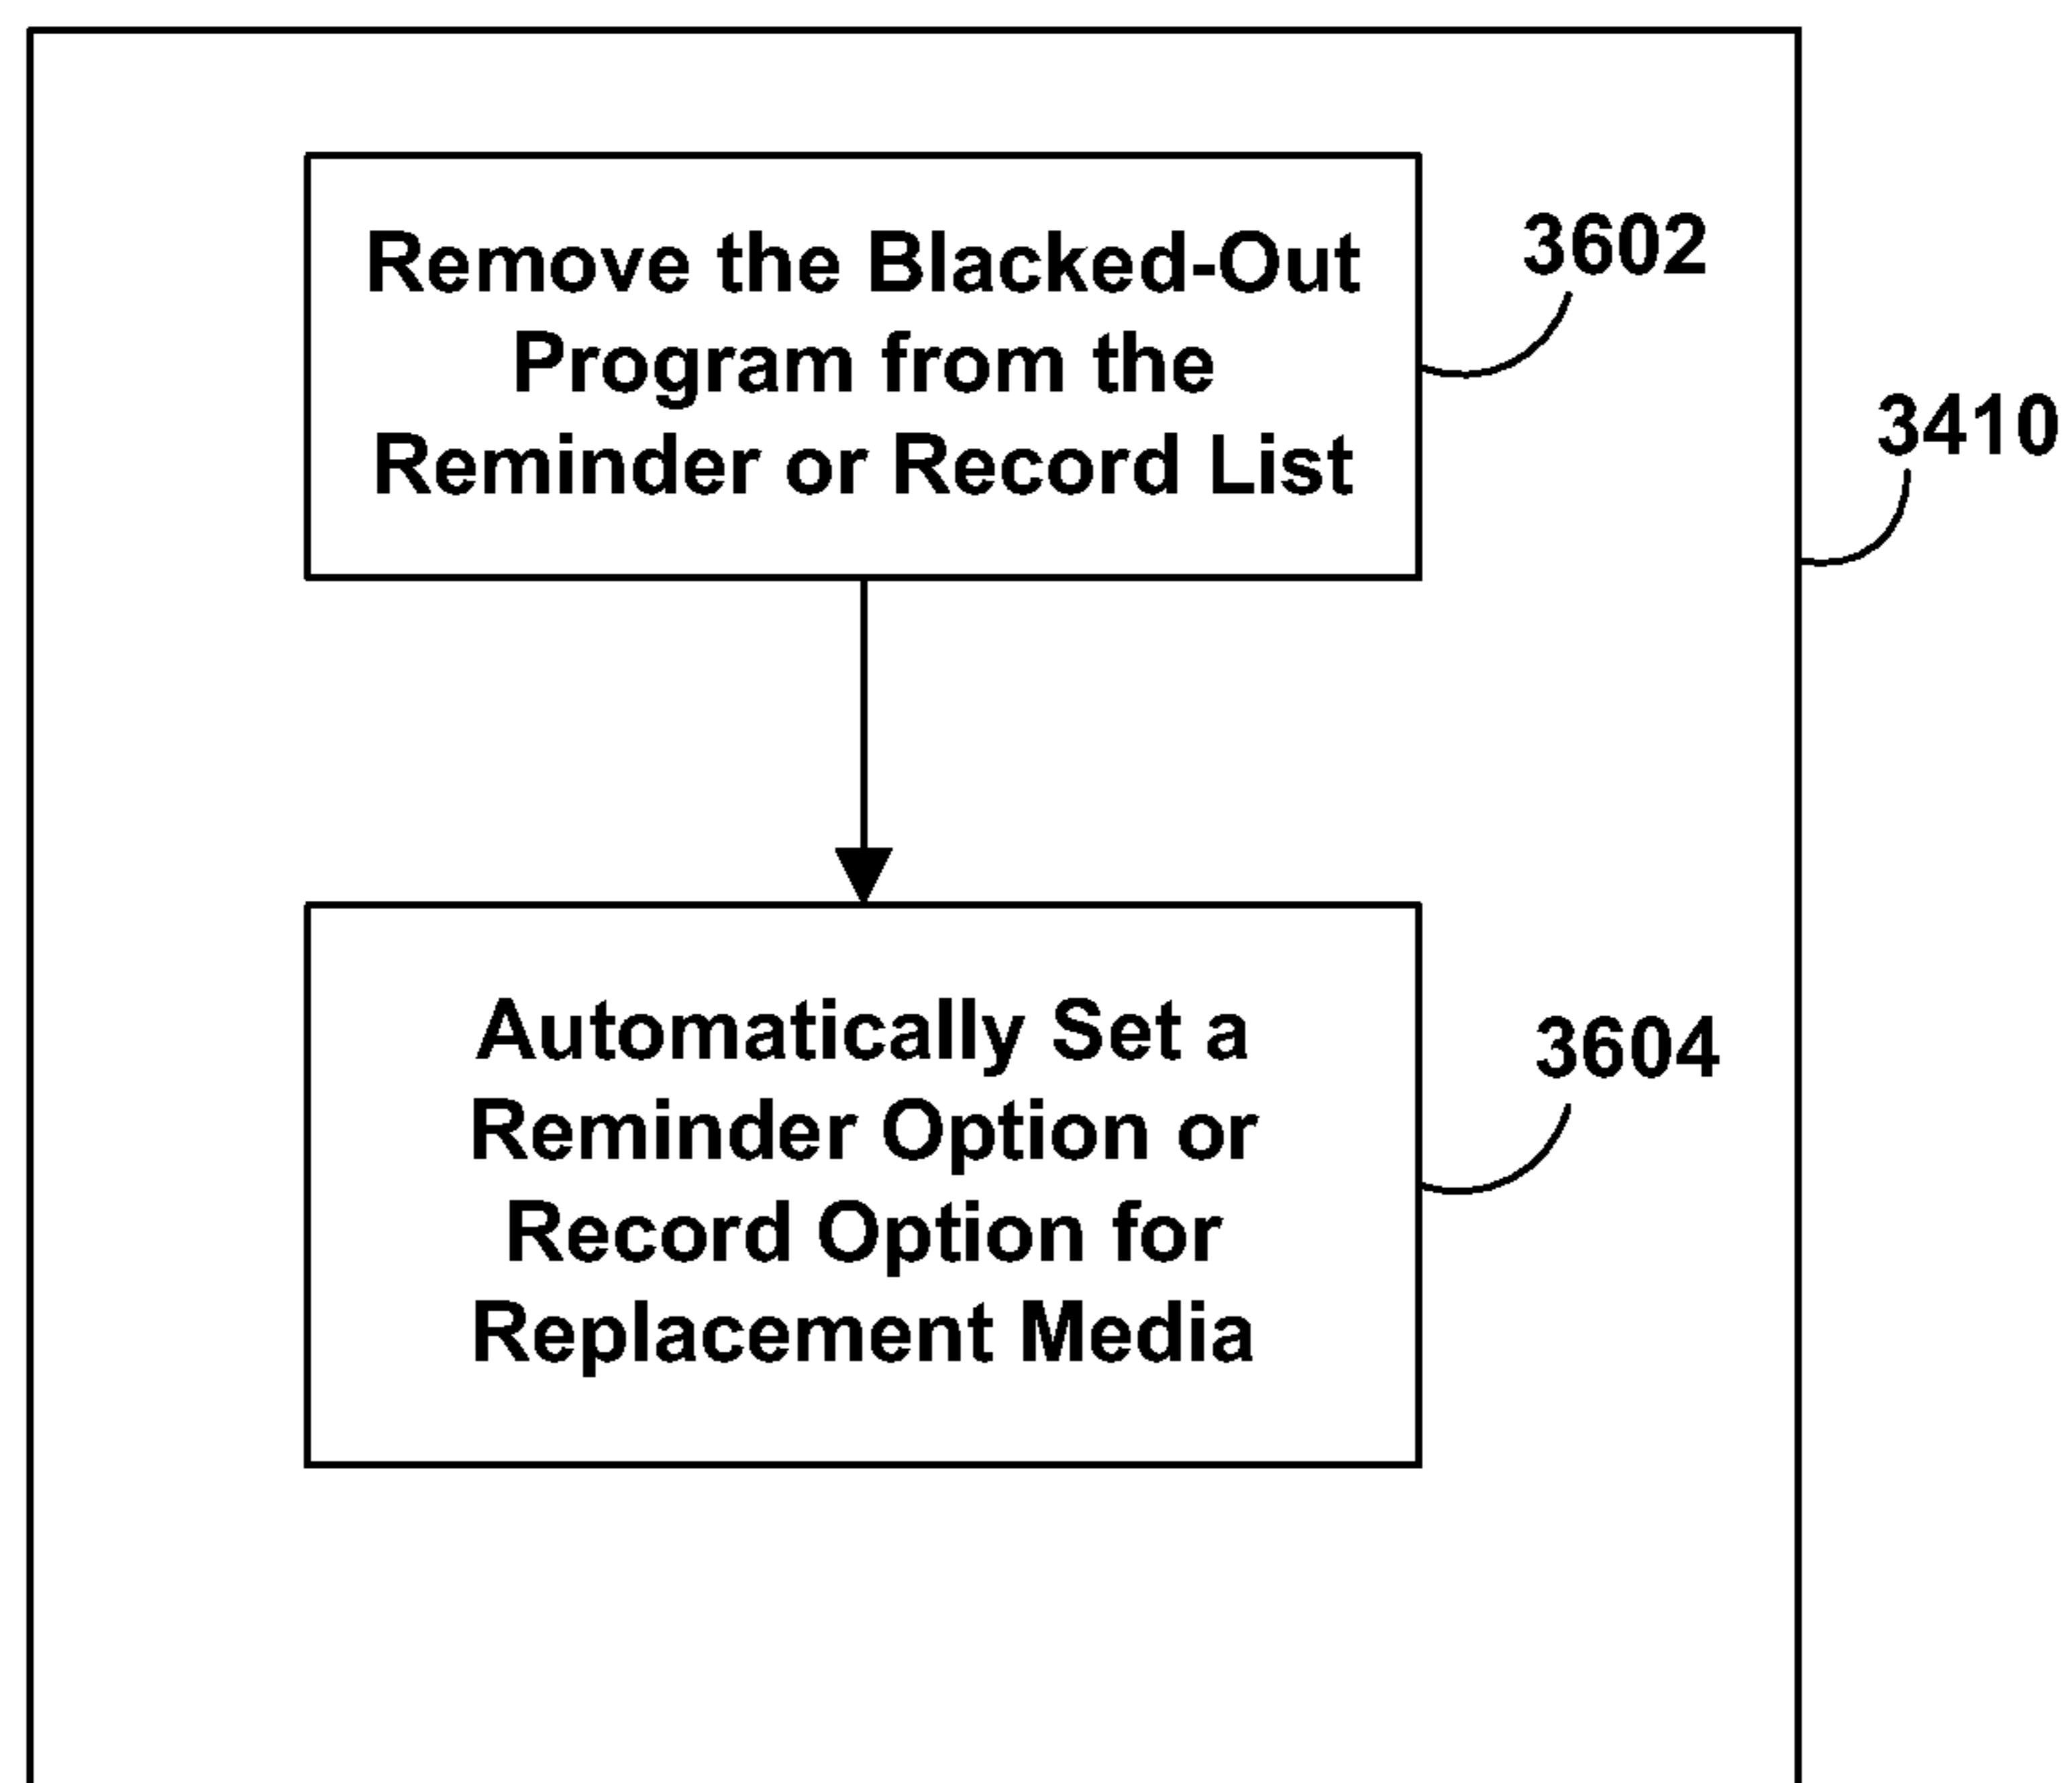 Remove the Blacked-Out
Program from the
Reminder or Record List
3602
3410
Automatically Set a
Reminder Option or
Record Option for
Replacement Media
3604